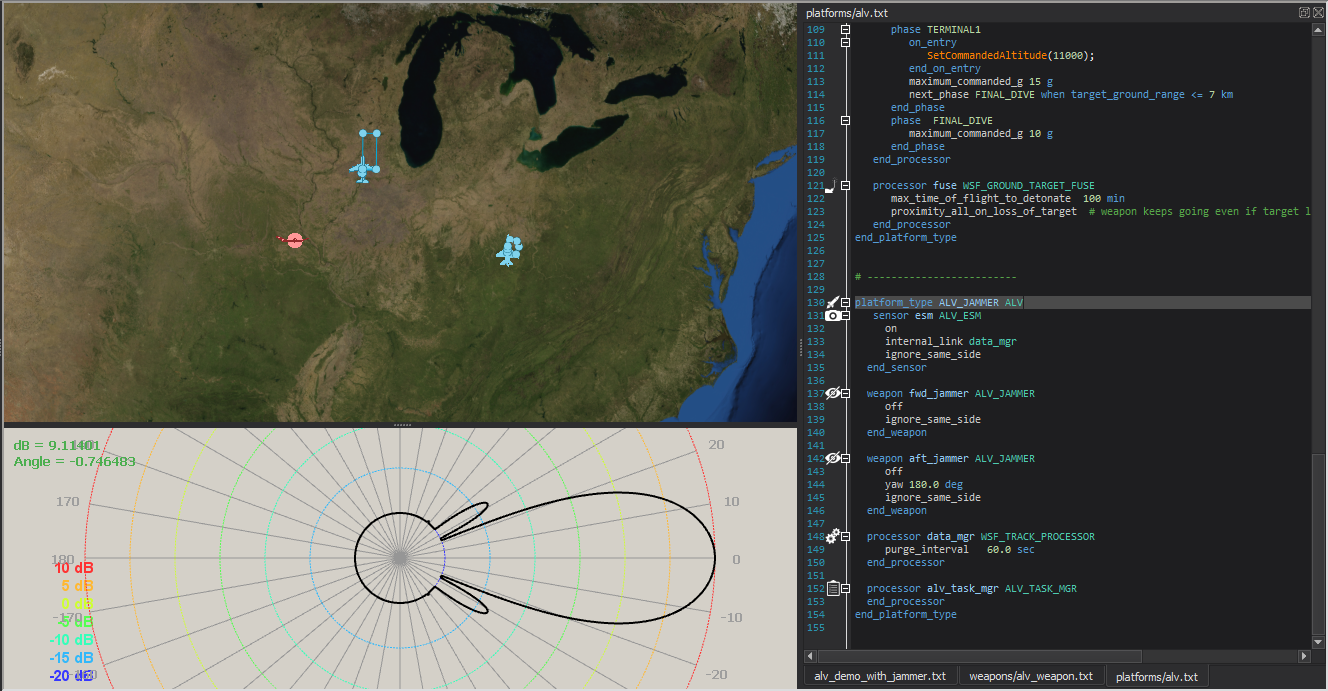 platforms/alv.txt
109 phase TERMINAL1
110 on_entry
111 SetCommandedAltitude(11000);
112 end_on_entry
113 maximum_commanded_g 15 g
114 next_phase FINAL_DIVE when target_ground_range <= 7 km
115 end_phase
116 phase  FINAL_DIVE
117 maximum_commanded_g 10 g
118 end_phase
119 end_processor
120
121 processor fuse WSF_GROUND_TARGET_FUSE
122 max_time_of_flight_to_detonate  100 min
123 proximity_all_on_loss_of_target  # weapon keeps going even if target l
124 end_processor
125 end_platform_type
126
127
128 # -------------------------
129
130 platform_type ALV_JAMMER ALV
131 sensor esm ALV_ESM
132 on
133 internal_link data_mgr
134 ignore_same_side
135 end_sensor
136
137 weapon fwd_jammer ALV_JAMMER
138 off
139 ignore_same_side
140 end_weapon
141
142 weapon aft_jammer ALV_JAMMER
143 off
144 yaw 180.0 deg
145 ignore_same_side
146 end_weapon
147
148 processor data_mgr WSF_TRACK_PROCESSOR
149 purge_interval   60.0 sec
150 end_processor
151
152 processor alv_task_mgr ALV_TASK_MGR
153 end_processor
154 end_platform_type
155
alv_demo_with_jammer.txt weapons/alv_weapon.txt platforms/alv.txt
dB = 9.11401
Angle = -0.746483
20
170
10
180
0
10 dB
5 dB
0 dB
-170
-10
-5 dB
-10 dB
-15 dB
-20 dB
-160
-20